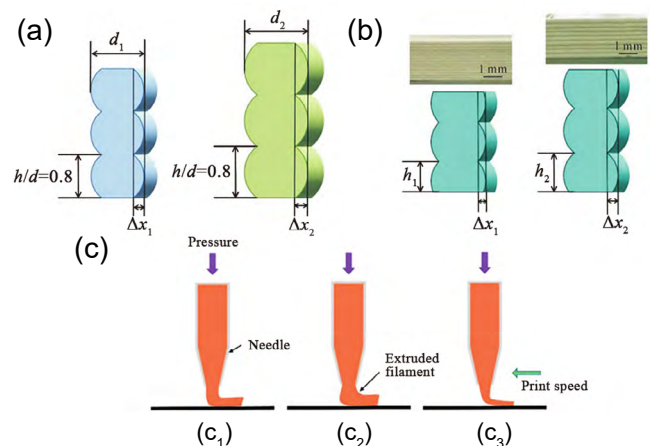 (a)
d₁
h/d=0.8
Δx₁
d₂
h/d=0.8
Δx₂
(b)
1 mm
h₁
Δx₁
1 mm
h₂
Δx₂
(c)
Pressure
Needle
Extruded
filament
Print speed
(c₁)
(c₂)
(c₃)